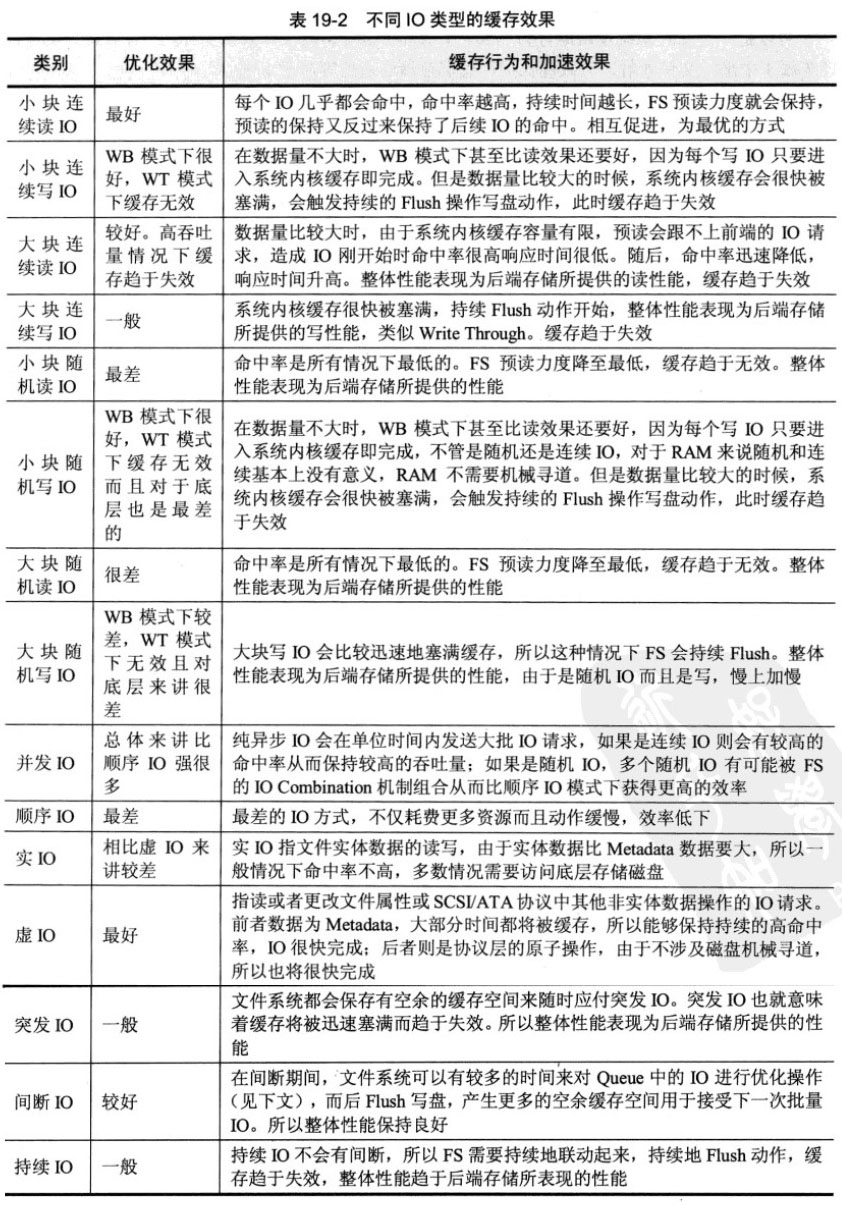 表 19-2 不同 IO 类型的缓存效果
类别 优化效果 缓存行为和加速效果
小块连
续读 IO
最好
每个 IO 几乎都会命中，命中率越高，持续时间越长，FS 预读力度就会保持，
预读的保持又反过来保持了后续 IO 的命中。相互促进，为最优的方式
小块连
续写 IO
WB 模式下很
好，WT 模式
下缓存无效
在数据量不大时，WB 模式下甚至比读效果还要好，因为每个写 IO 只要进
入系统内核缓存即完成。但是数据量比较大的时候，系统内核缓存会很快被
塞满，会触发持续的 Flush 操作写盘动作，此时缓存趋于失效
大块连
续读 IO
较好。高吞吐
量情况下缓
存趋于失效
数据量比较大时，由于系统内核缓存容量有限，预读会跟不上前端的 IO 请
求，造成 IO 刚开始时命中率很高响应时间很低。随后，命中率迅速降低，
响应时间升高。整体性能表现为后端存储所提供的读性能，缓存趋于失效
大块连
续写 IO
一般
系统内核缓存很快被塞满，持续 Flush 动作开始，整体性能表现为后端存储
所提供的写性能，类似 Write Through。缓存趋于失效
小块随
机读 IO
最差
命中率是所有情况下最低的。FS 预读力度降至最低，缓存趋于无效。整体
性能表现为后端存储所提供的性能
小块随
机写 IO
WB 模式下很
好，WT 模式
下缓存无效
而且对于底
层也是最差
的
在数据量不大时，WB 模式下甚至比读效果还要好，因为每个写 IO 只要进
入系统内核缓存即完成，不管是随机还是连续 IO，对于 RAM 来说随机和连
续基本上没有意义，RAM 不需要机械寻道。但是数据量比较大的时候，系
统内核缓存会很快被塞满，会触发持续的 Flush 操作写盘动作，此时缓存趋
于失效
大块随
机读 IO
很差
命中率是所有情况下最低的。FS 预读力度降至最低，缓存趋于无效。整体
性能表现为后端存储所提供的性能
大块随
机写 IO
WB 模式下较
差，WT 模式
下无效且对
底层来讲很
差
大块写 IO 会比较迅速地塞满缓存，所以这种情况下 FS 会持续 Flush。整体
性能表现为后端存储所提供的性能，由于是随机 IO 而且是写，慢上加慢
并发 IO
总体来讲比
顺序 IO 强很
多
纯异步 IO 会在单位时间内发送大批 IO 请求，如果是连续 IO 则会有较高的
命中率从而保持较高的吞吐量；如果是随机 IO，多个随机 IO 有可能被 FS
的 IO Combination 机制组合从而比顺序 IO 模式下获得更高的效率
顺序 IO
最差
最差的 IO 方式，不仅耗费更多资源而且动作缓慢，效率低下
实 IO
相比虚 IO 来
讲较差
实 IO 指文件实体数据的读写，由于实体数据比 Metadata 数据要大，所以一
般情况下命中率不高，多数情况需要访问底层存储磁盘
虚 IO
最好
指读或者更改文件属性或 SCSI/ATA 协议中其他非实体数据操作的 IO 请求。
前者数据为 Metadata，大部分时间都将被缓存，所以能够保持持续的高命中
率，IO 很快完成；后者则是协议层的原子操作，由于不涉及磁盘机械寻道，
所以也将很快完成
突发 IO
一般
文件系统都会保存有空余的缓存空间来随时应付突发 IO。突发 IO 也就意味
着缓存将被迅速塞满而趋于失效。所以整体性能表现为后端存储所提供的性
能
间断 IO
较好
在间断期间，文件系统可以有较多的时间来对 Queue 中的 IO 进行优化操作
（见下文），而后 Flush 写盘，产生更多的空余缓存空间用于接受下一次批量
IO。所以整体性能保持良好
持续 IO
一般
持续 IO 不会有间断，所以 FS 需要持续地联动起来，持续地 Flush 动作，缓
存趋于失效，整体性能趋于后端存储所表现的性能